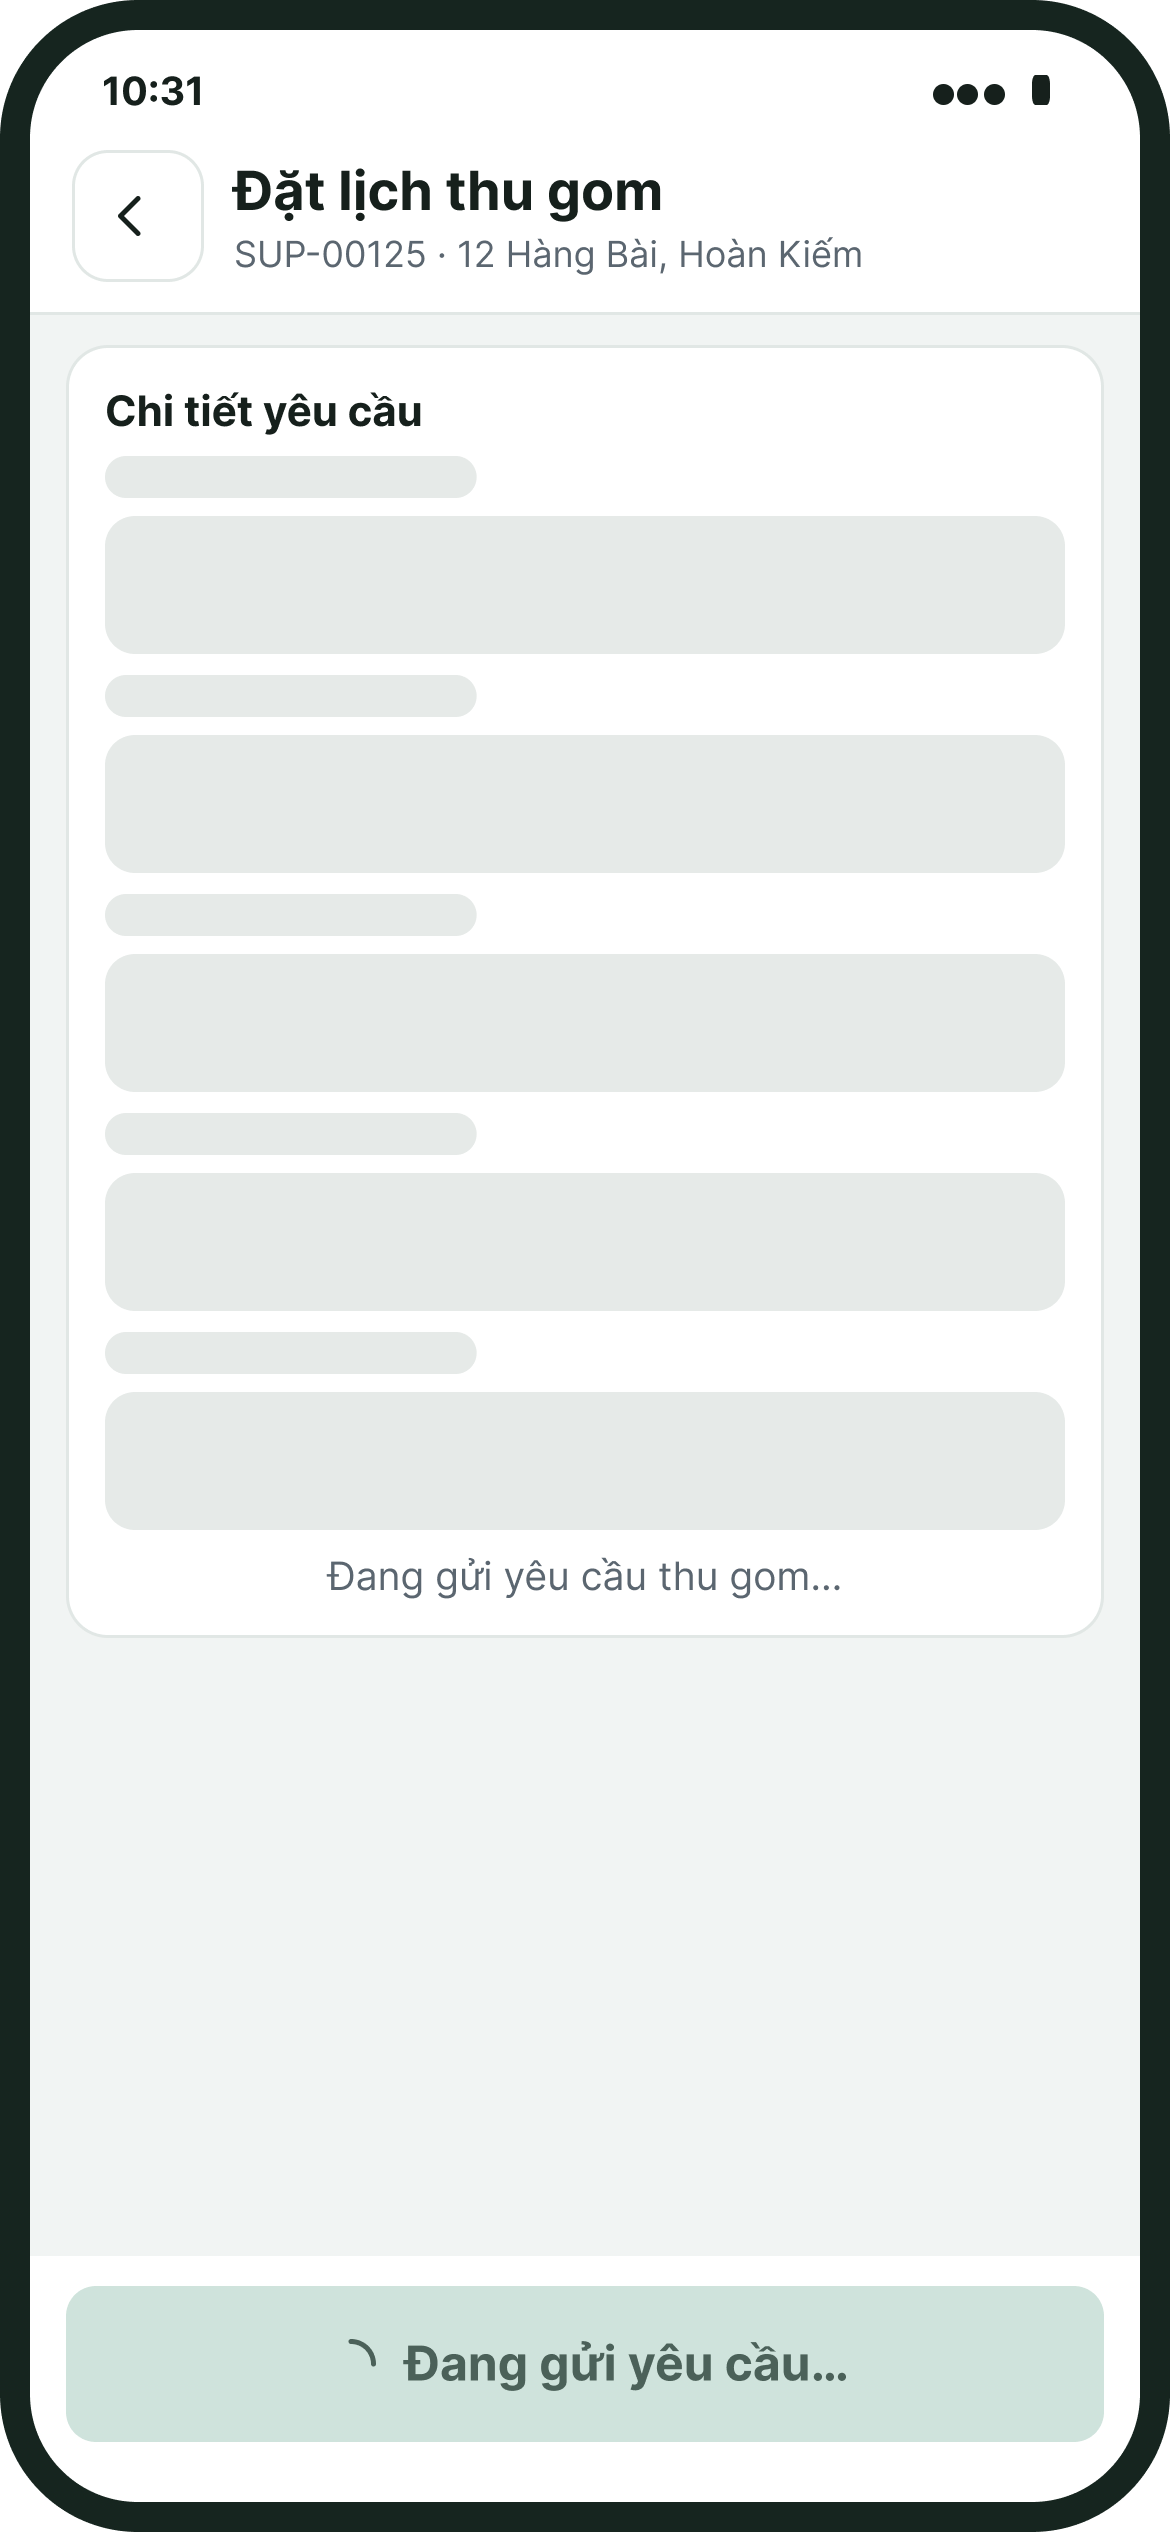 10:31
Đặt lịch thu gom
SUP-00125 · 12 Hàng Bài, Hoàn Kiếm
Chi tiết yêu cầu
Đang gửi yêu cầu thu gom...
Đang gửi yêu cầu...